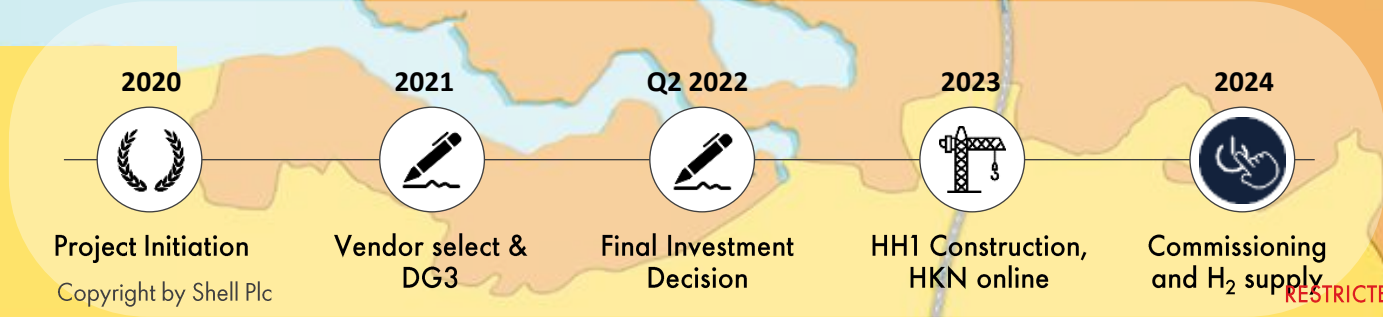 2020
2021
Q2 2022
2023
2024
Project Initiation
Vendor select &
DG3
Final Investment
Decision
HH1 Construction,
HKN online
Commissioning
and H₂ supply
Copyright by Shell Plc
RESTRICTE